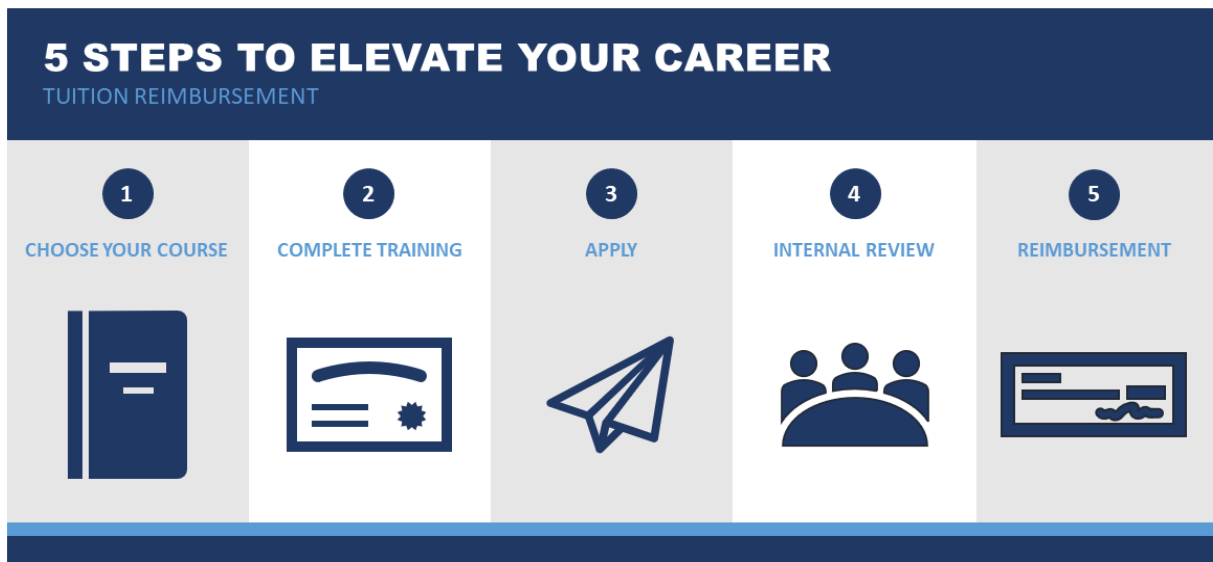 5 STEPS TO ELEVATE YOUR CAREER
TUITION REIMBURSEMENT
1
CHOOSE YOUR COURSE
2
COMPLETE TRAINING
3
APPLY
4
INTERNAL REVIEW
5
REIMBURSEMENT